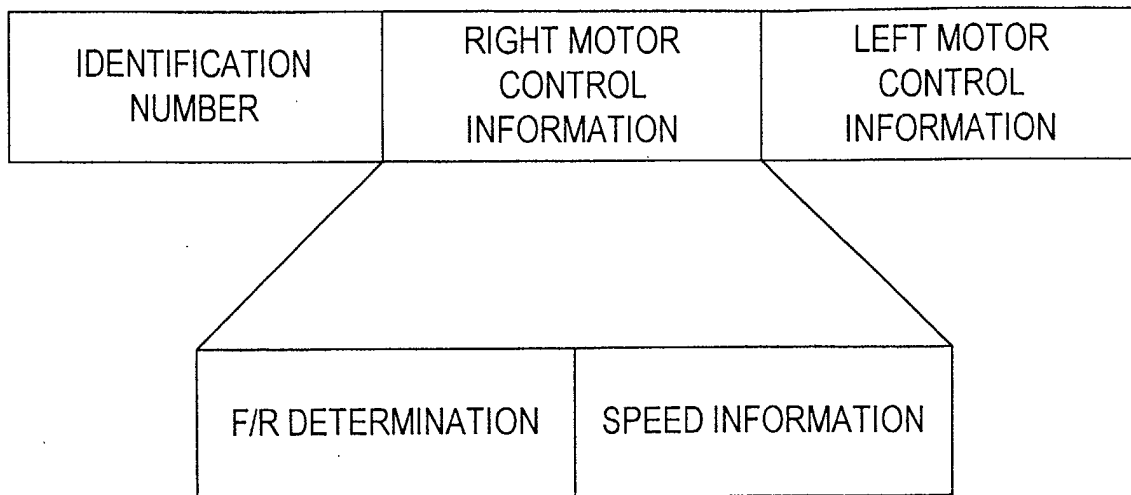 IDENTIFICATION
NUMBER
RIGHT MOTOR
CONTROL
INFORMATION
LEFT MOTOR
CONTROL
INFORMATION
F/R DETERMINATION
SPEED INFORMATION